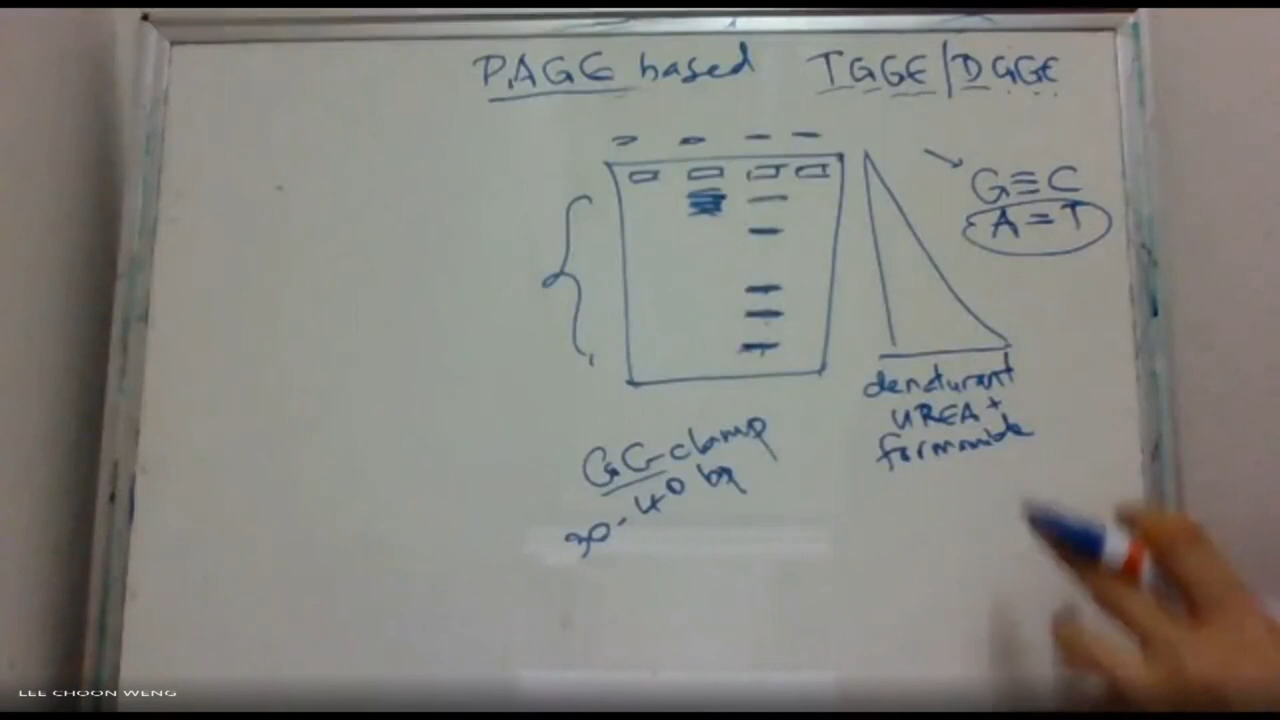 PAGE based TGGE/DGGE
G≡C
A=T
denaturant
UREA +
formamide
GC-clamp
30-40 bp
LEE CHOON WENG